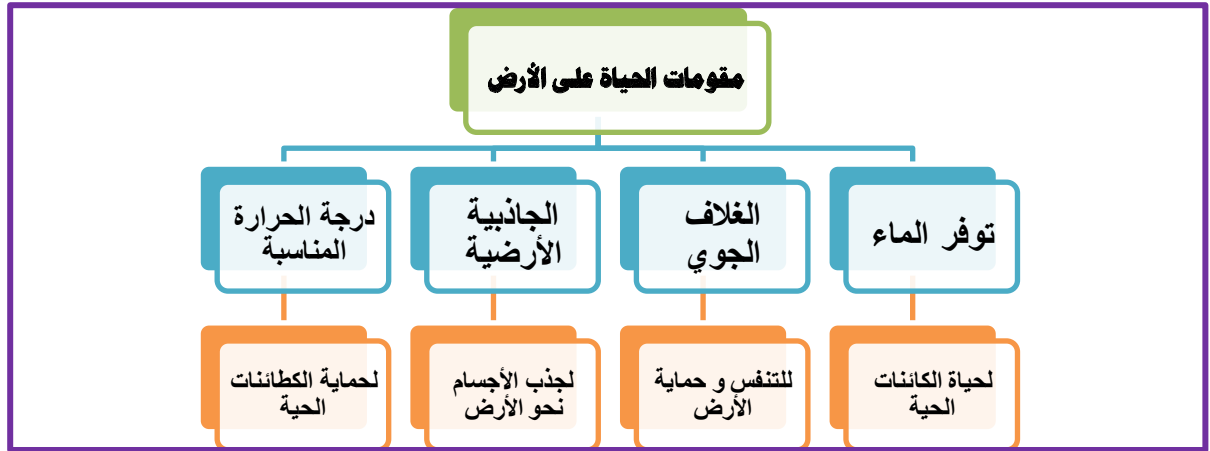 مقومات الحياة على الأرض
توفر الماء
الغلاف
الجوي
الجاذبية
الأرضية
درجة الحرارة
المناسبة
لحياة الكائنات
الحية
للتنفس و حماية
الأرض
لجذب الأجسام
نحو الأرض
لحماية الكطائنات
الحية